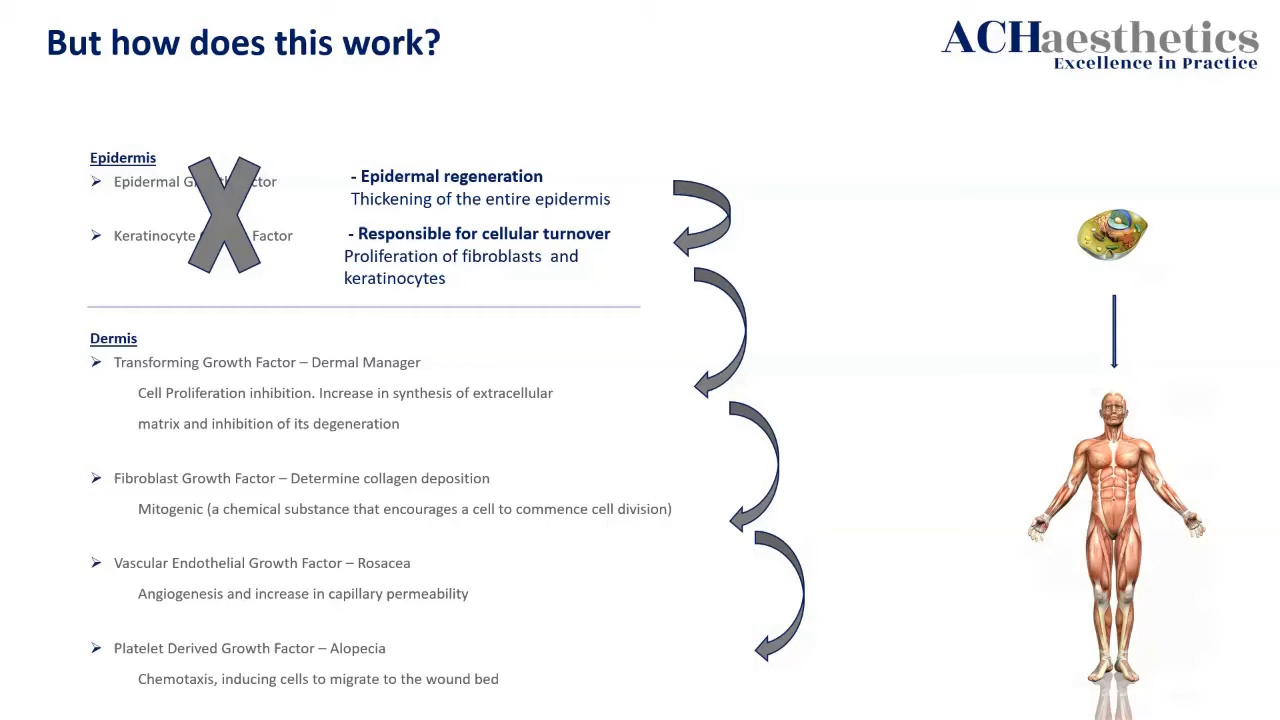 But how does this work?
ACHaesthetics
Excellence in Practice
Epidermis
Epidermal Growth Factor
- Epidermal regeneration
Thickening of the entire epidermis
Keratinocyte Factor
- Responsible for cellular turnover
Proliferation of fibroblasts and
keratinocytes
Dermis
Transforming Growth Factor – Dermal Manager
Cell Proliferation inhibition. Increase in synthesis of extracellular
matrix and inhibition of its degeneration
Fibroblast Growth Factor – Determine collagen deposition
Mitogenic (a chemical substance that encourages a cell to commence cell division)
Vascular Endothelial Growth Factor – Rosacea
Angiogenesis and increase in capillary permeability
Platelet Derived Growth Factor – Alopecia
Chemotaxis, inducing cells to migrate to the wound bed